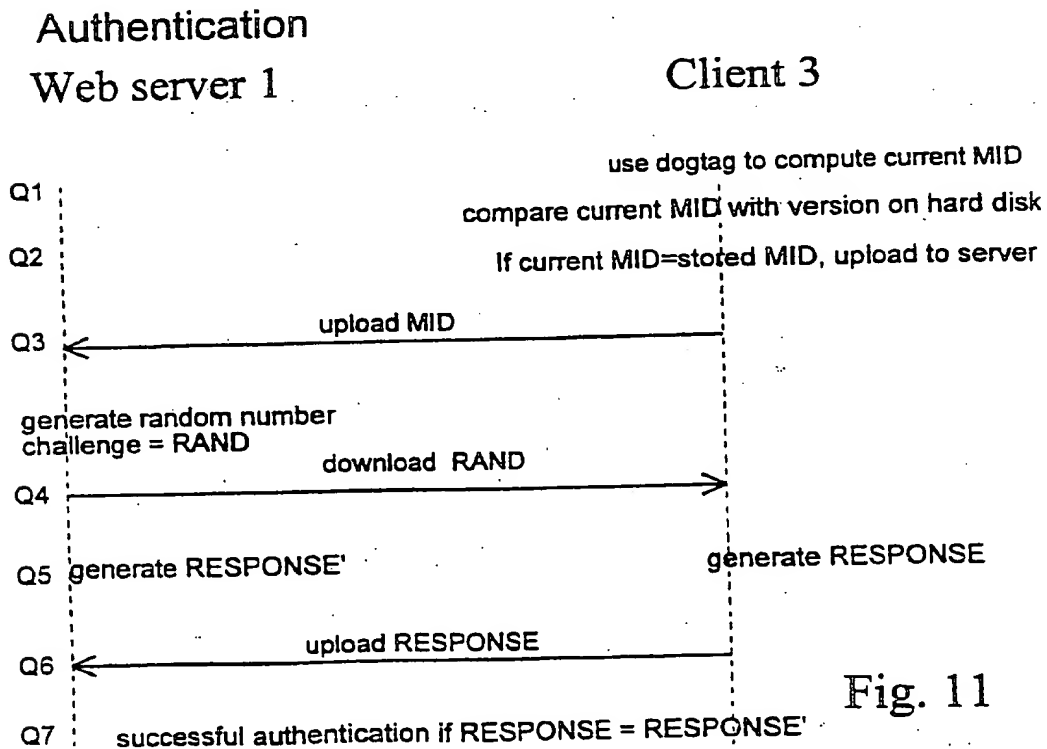 Authentication
Web server 1
Client 3
use dogtag to compute current MID
Q1
compare current MID with version on hard disk
Q2
If current MID=stored MID, upload to server
upload MID
Q3
generate random number
challenge = RAND
download RAND
Q4
Q5 generate RESPONSE'
generate RESPONSE
upload RESPONSE
Q6
Fig. 11
Q7 successful authentication if RESPONSE = RESPONSE'